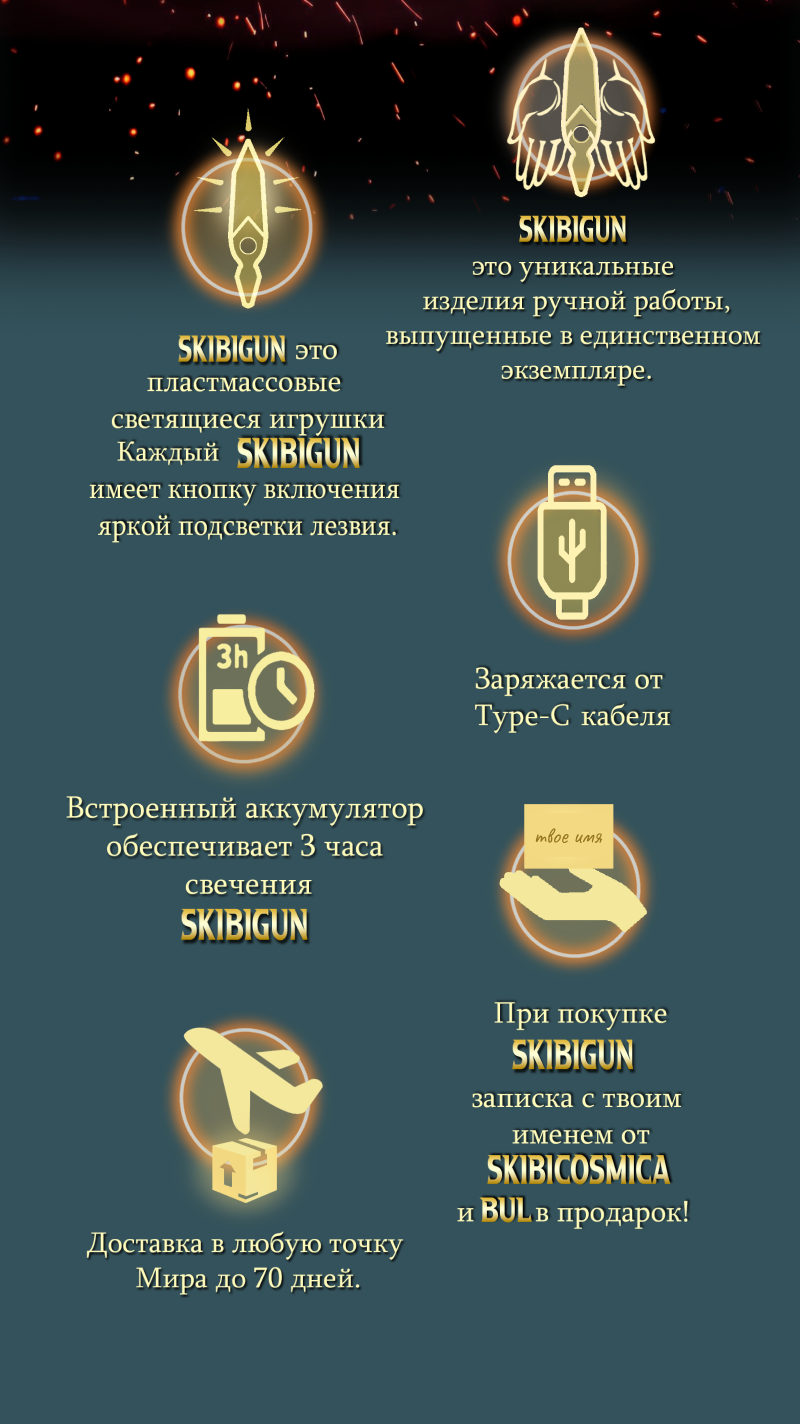 SKIBIGUN
это уникальные
изделия ручной работы,
выпущенные в единственном
экземпляре.
SKIBIGUN это
пластмассовые
светящиеся игрушки
Каждый SKIBIGUN
имеет кнопку включения
яркой подсветки лезвия.
Заряжается от
Type-C кабеля
3h
Встроенный аккумулятор
обеспечивает 3 часа
свечения
SKIBIGUN
твое имя
При покупке
SKIBIGUN
записка с твоим
именем от
SKIBICOSMICA
и BUL в продарок!
Доставка в любую точку
Мира до 70 дней.